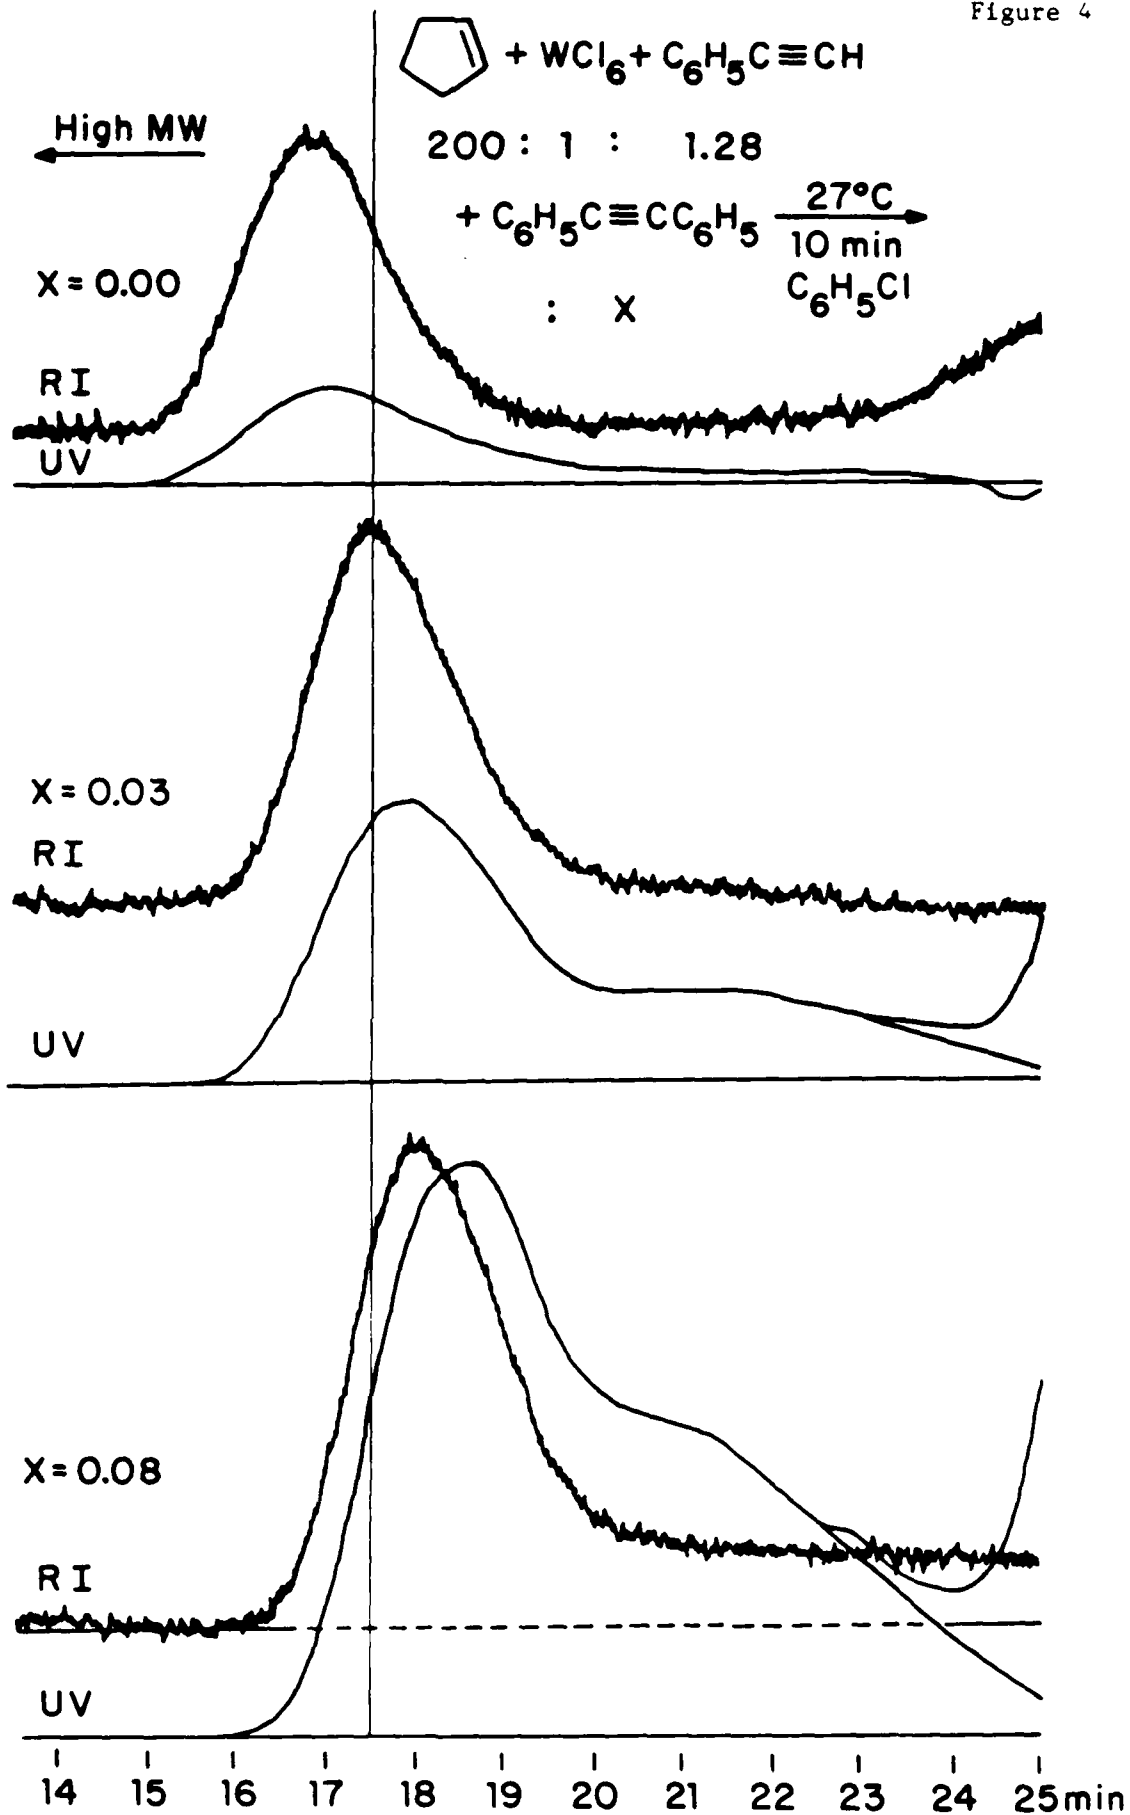 Figure 4
+ WCl₆ + C₆H₅C≡CH
High MW
200 : 1 : 1.28
+ C₆H₅C≡CC₆H₅
27°C
10 min
C₆H₅Cl
: X
X = 0.00
RI
UV
X = 0.03
RI
UV
X = 0.08
RI
UV
14 15 16 17 18 19 20 21 22 23 24 25 min